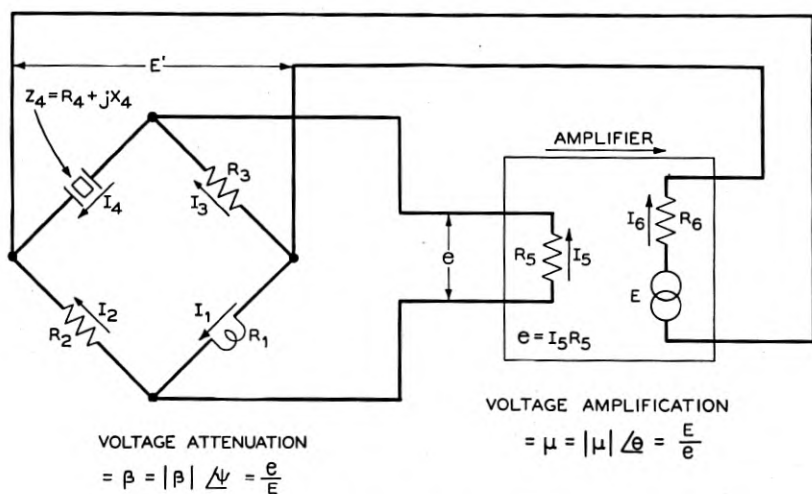 E'
Z₄ = R₄ + jX₄
R₃
I₄
I₃
I₂
R₂
I₁
R₁
e
AMPLIFIER
R₅
I₅
I₆
R₆
E
e = I₅R₅
VOLTAGE ATTENUATION
= β = |β| ∠ψ = e/E
VOLTAGE AMPLIFICATION
= μ = |μ| ∠θ = E/e